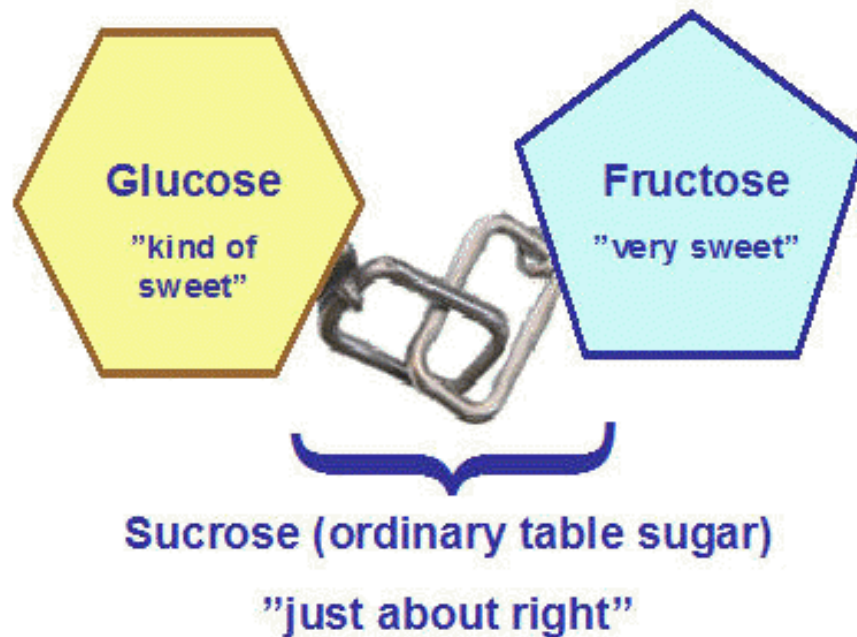 Glucose
”kind of
sweet”
Fructose
”very sweet”
Sucrose (ordinary table sugar)
”just about right”